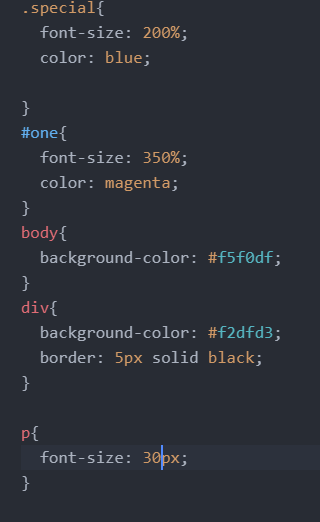 .special{
  font-size: 200%;
  color: blue;

}
#one{
  font-size: 350%;
  color: magenta;
}
body{
  background-color: #f5f0df;
}
div{
  background-color: #f2dfd3;
  border: 5px solid black;
}

p{
  font-size: 30px;
}